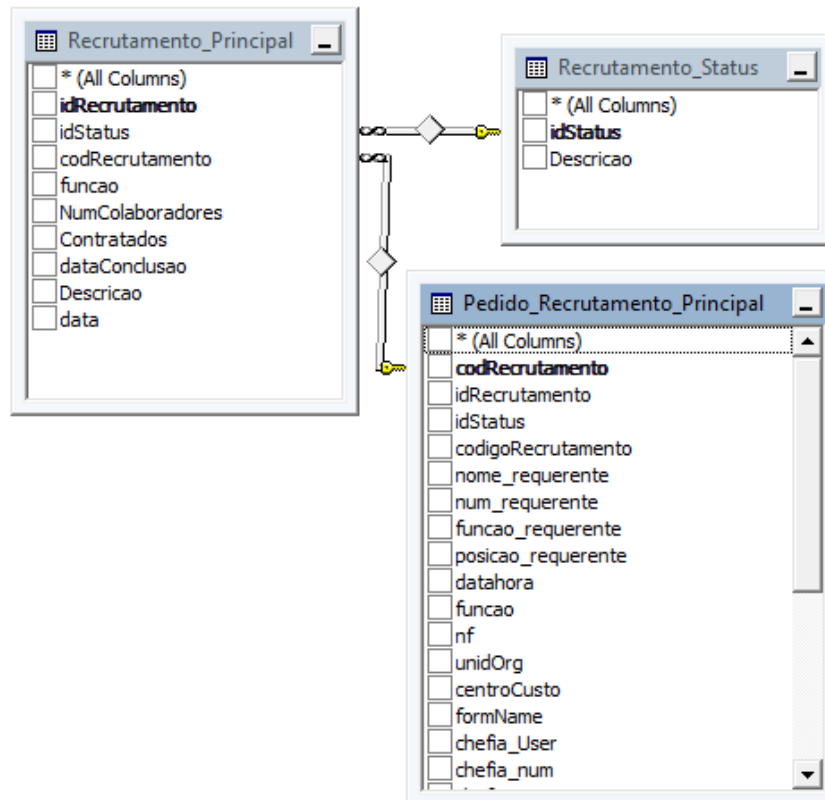 Recrutamento_Principal
* (All Columns)
idRecrutamento
idStatus
codRecrutamento
funcao
NumColaboradores
Contratados
dataConclusao
Descricao
data
Recrutamento_Status
* (All Columns)
idStatus
Descricao
Pedido_Recrutamento_Principal
* (All Columns)
codRecrutamento
idRecrutamento
idStatus
codigoRecrutamento
nome_requerente
num_requerente
funcao_requerente
posicao_requerente
datahora
funcao
nf
unidOrg
centroCusto
formName
chefia_User
chefia_num